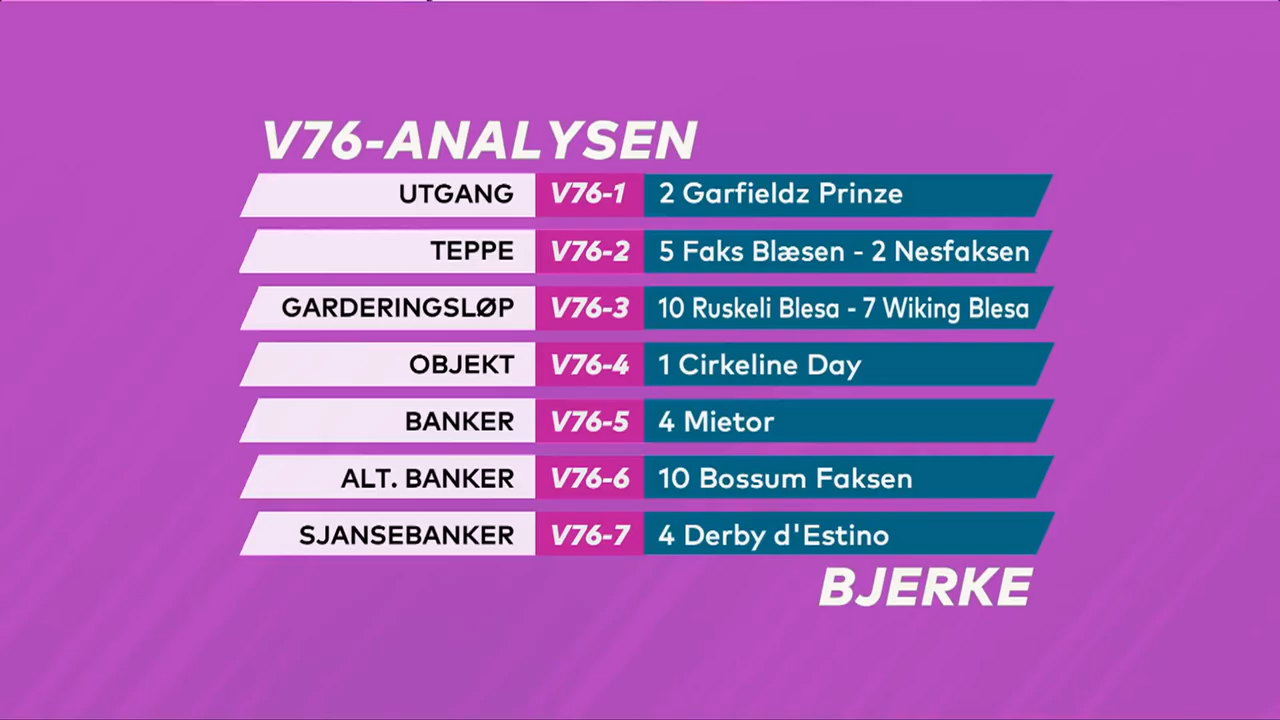 V76-ANALYSEN
UTGANG V76-1 2 Garfieldz Prinze
TEPPE V76-2 5 Faks Blæsen - 2 Nesfaksen
GARDERINGSLØP V76-3 10 Ruskeli Blesa - 7 Wiking Blesa
OBJEKT V76-4 1 Cirkeline Day
BANKER V76-5 4 Mietor
ALT. BANKER V76-6 10 Bossum Faksen
SJANSEBANKER V76-7 4 Derby d'Estino
BJERKE